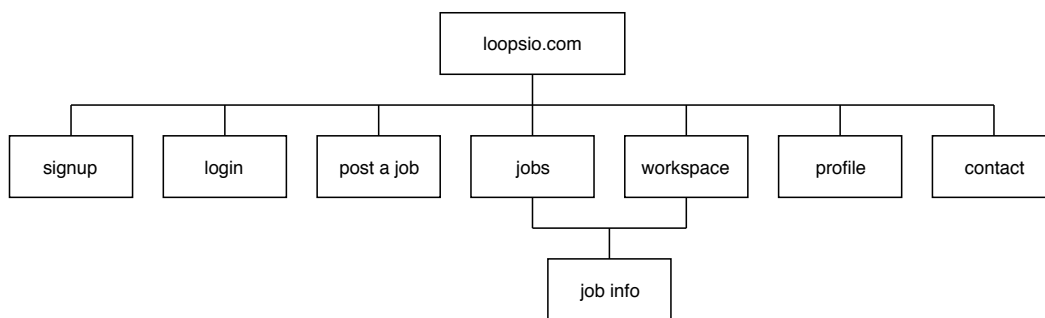 loopsio.com
signup
login
post a job
jobs
workspace
profile
contact
job info